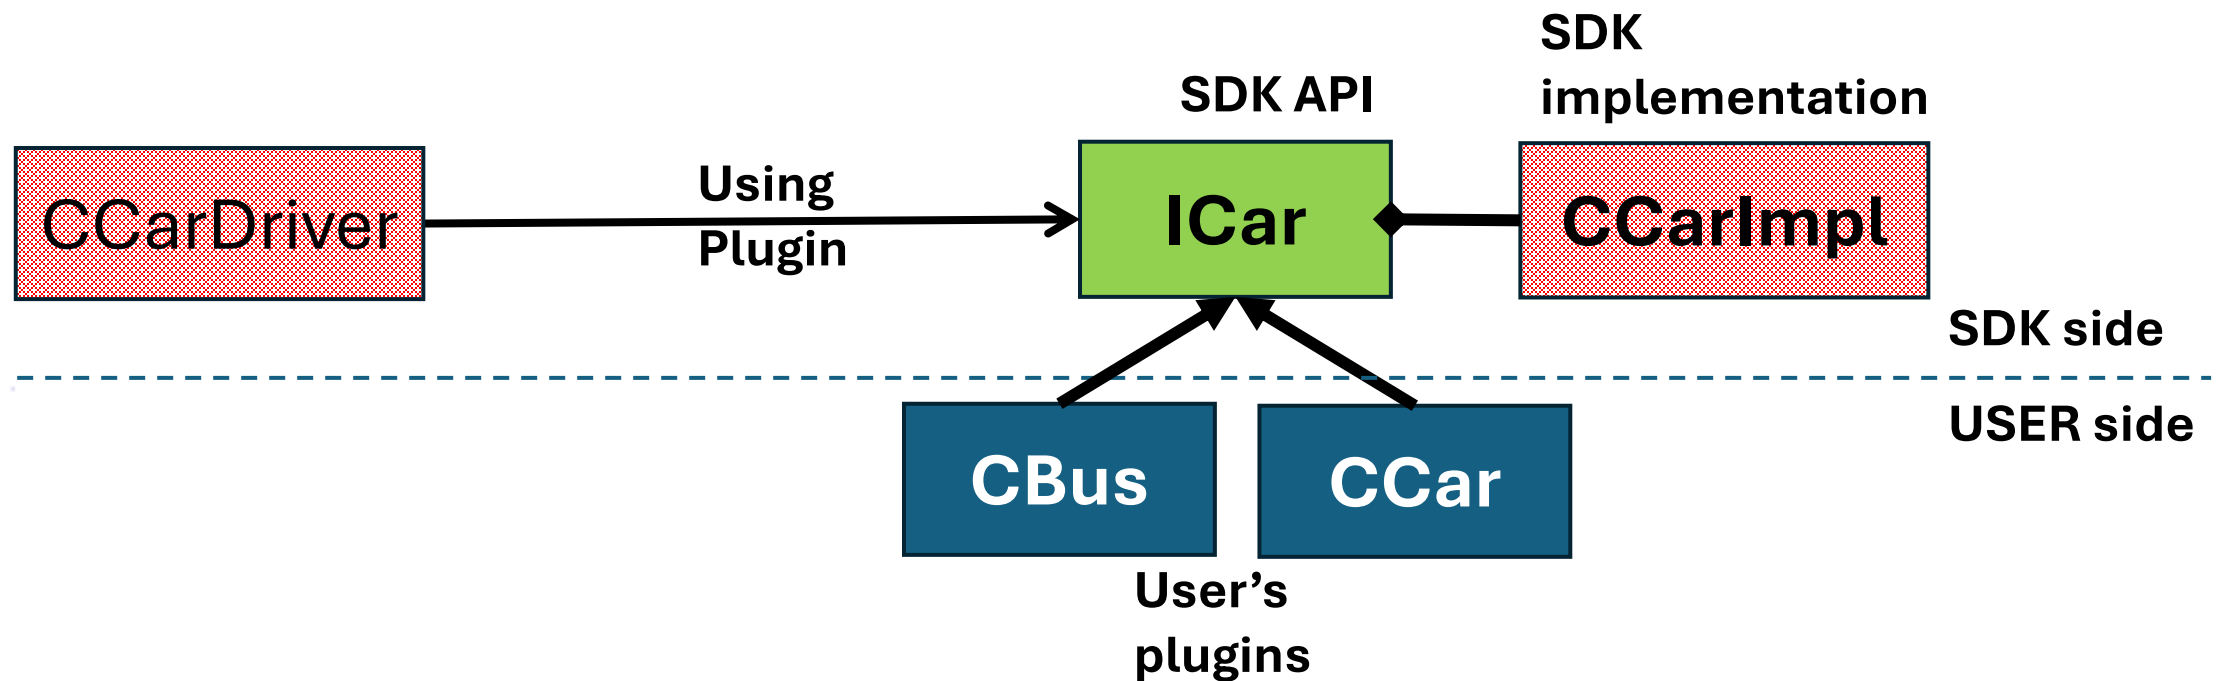 SDK
implementation
SDK API
CCarDriver
Using
Plugin
ICar
CCarImpl
SDK side
USER side
CBus
CCar
User’s
plugins